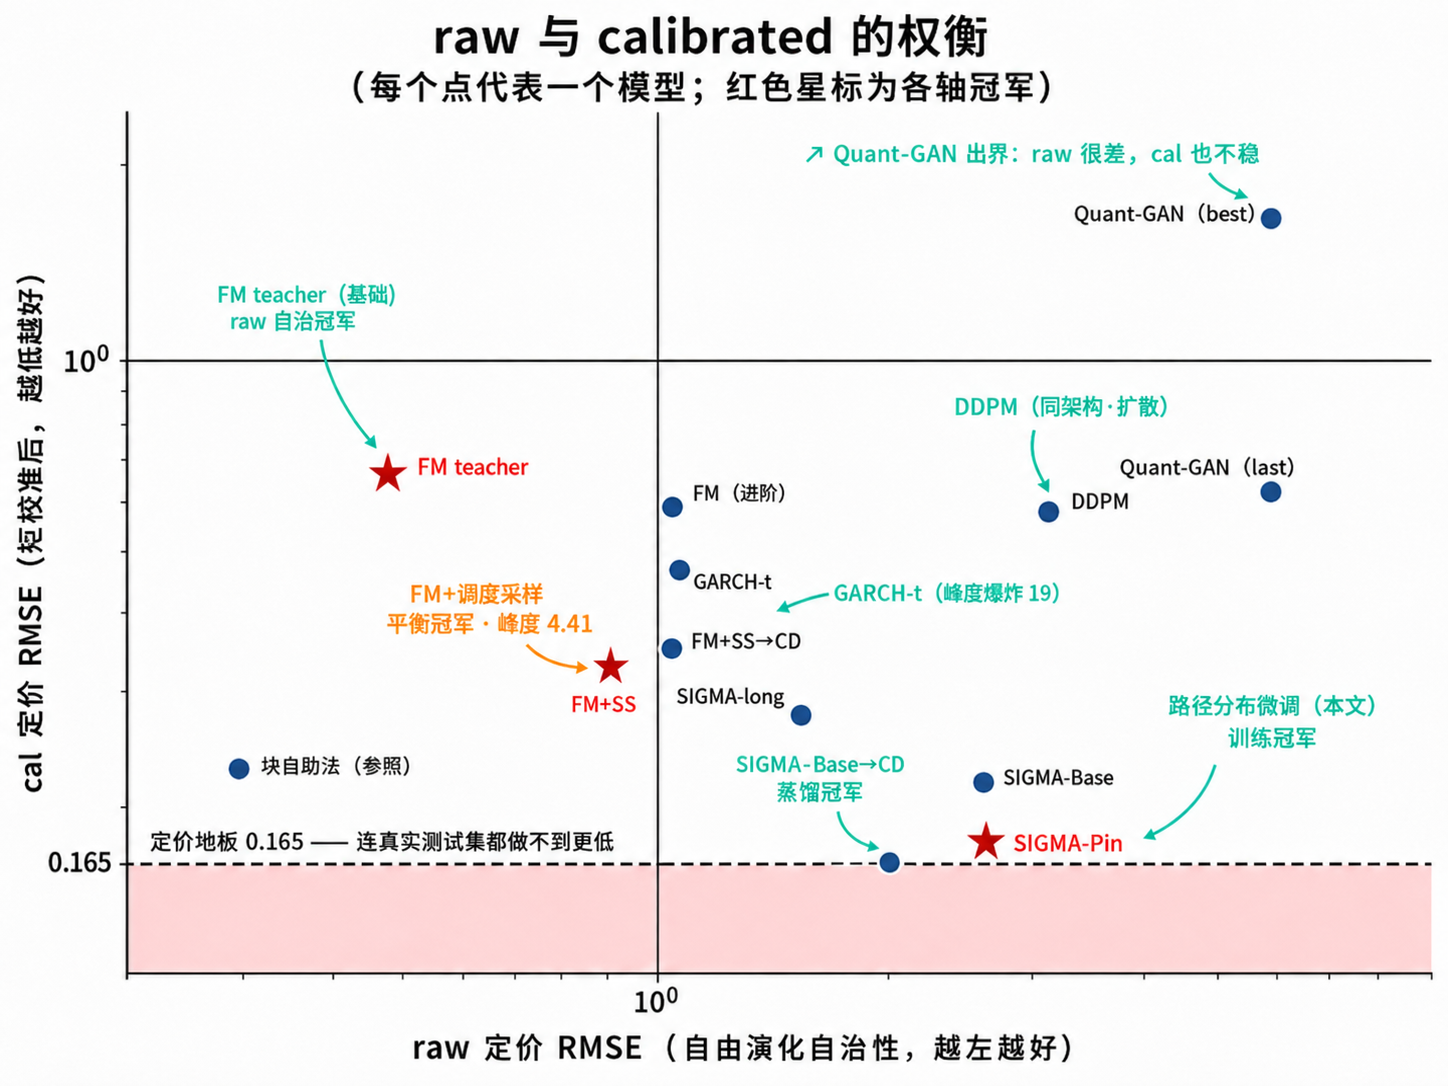 raw 与 calibrated 的权衡
（每个点代表一个模型；红色星标为各轴冠军）
↗ Quant-GAN 出界：raw 很差，cal 也不稳
Quant-GAN（best）
FM teacher（基础）
raw 自治冠军
10⁰
DDPM（同架构·扩散）
FM teacher
Quant-GAN（last）
FM（进阶）
DDPM
GARCH-t
FM+调度采样
平衡冠军 · 峰度 4.41
GARCH-t（峰度爆炸 19）
FM+SS→CD
FM+SS
SIGMA-long
路径分布微调（本文）
训练冠军
SIGMA-Base→CD
蒸馏冠军
块自助法（参照）
SIGMA-Base
定价地板 0.165 —— 连真实测试集都做不到更低
SIGMA-Pin
0.165
10⁰
raw 定价 RMSE（自由演化自治性，越左越好）
cal 定价 RMSE（短校准后，越低越好）